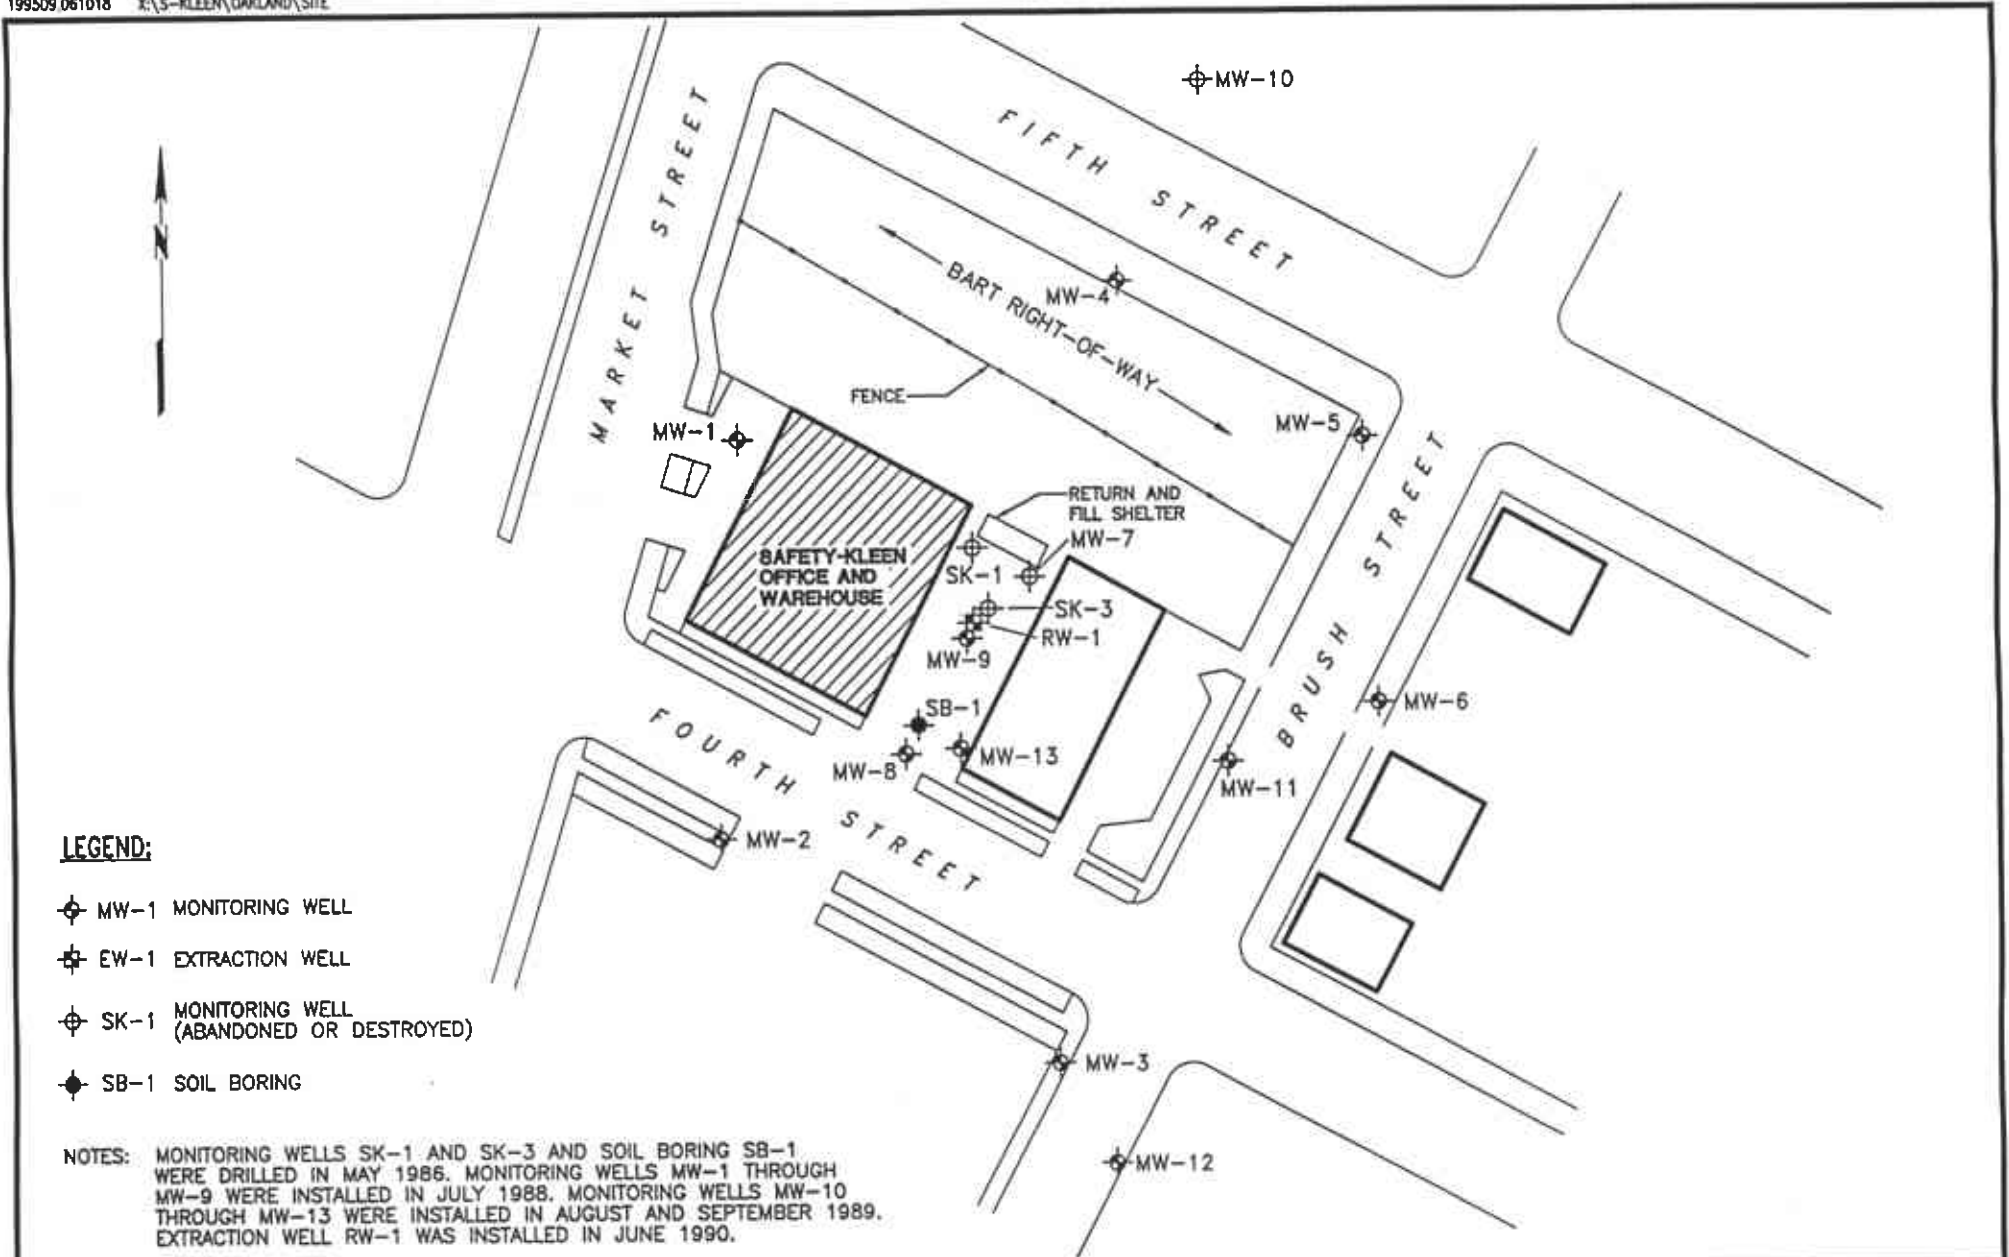 199509.061018 X:\S-KLEEN\OAKLAND\SITE
MW-10
FIFTH STREET
MARKET STREET
N
BART RIGHT-OF-WAY
MW-4
FENCE
MW-5
MW-1
RETURN AND
FILL SHELTER
MW-7
SAFETY-KLEEN
OFFICE AND
WAREHOUSE
SK-1
SK-3
RW-1
MW-9
BRUSH STREET
MW-6
SB-1
FOURTH STREET
MW-13
MW-8
MW-11
MW-2
LEGEND:
MW-1 MONITORING WELL
EW-1 EXTRACTION WELL
SK-1 MONITORING WELL
(ABANDONED OR DESTROYED)
SB-1 SOIL BORING
MW-3
MW-12
NOTES: MONITORING WELLS SK-1 AND SK-3 AND SOIL BORING SB-1
WERE DRILLED IN MAY 1986. MONITORING WELLS MW-1 THROUGH
MW-9 WERE INSTALLED IN JULY 1988. MONITORING WELLS MW-10
THROUGH MW-13 WERE INSTALLED IN AUGUST AND SEPTEMBER 1989.
EXTRACTION WELL RW-1 WAS INSTALLED IN JUNE 1990.